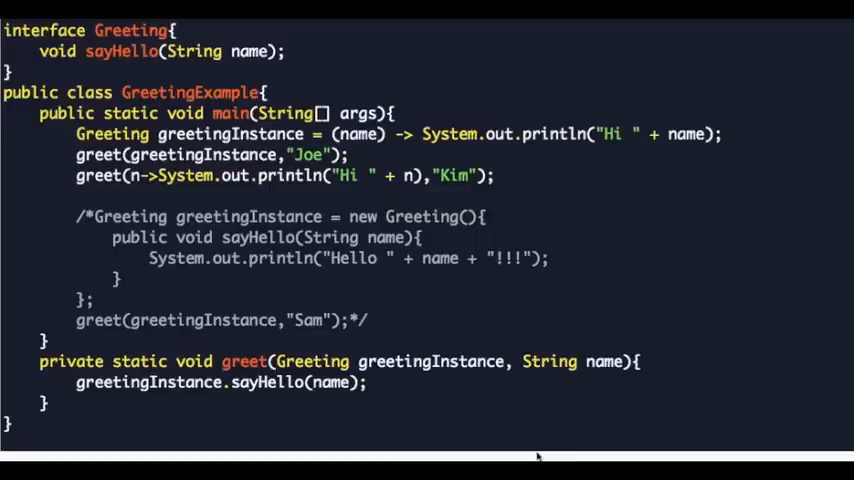 interface Greeting{
void sayHello(String name);
}
public class GreetingExample{
public static void main(String[] args){
Greeting greetingInstance = (name) -> System.out.println("Hi " + name);
greet(greetingInstance,"Joe");
greet(n->System.out.println("Hi " + n),"Kim");
/*Greeting greetingInstance = new Greeting(){
public void sayHello(String name){
System.out.println("Hello " + name + "!!!");
}
};
greet(greetingInstance,"Sam");*/
}
private static void greet(Greeting greetingInstance, String name){
greetingInstance.sayHello(name);
}
}